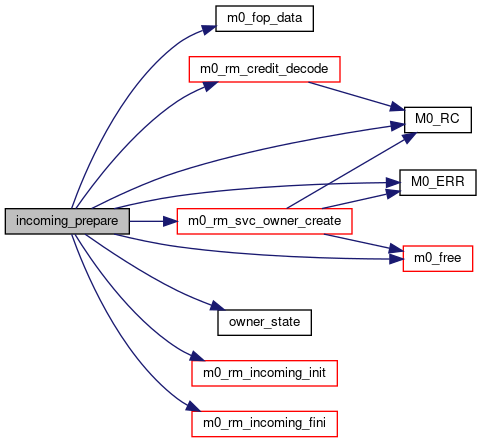 m0_fop_data
m0_rm_credit_decode
M0_RC
M0_ERR
incoming_prepare
m0_rm_svc_owner_create
m0_free
owner_state
m0_rm_incoming_init
m0_rm_incoming_fini